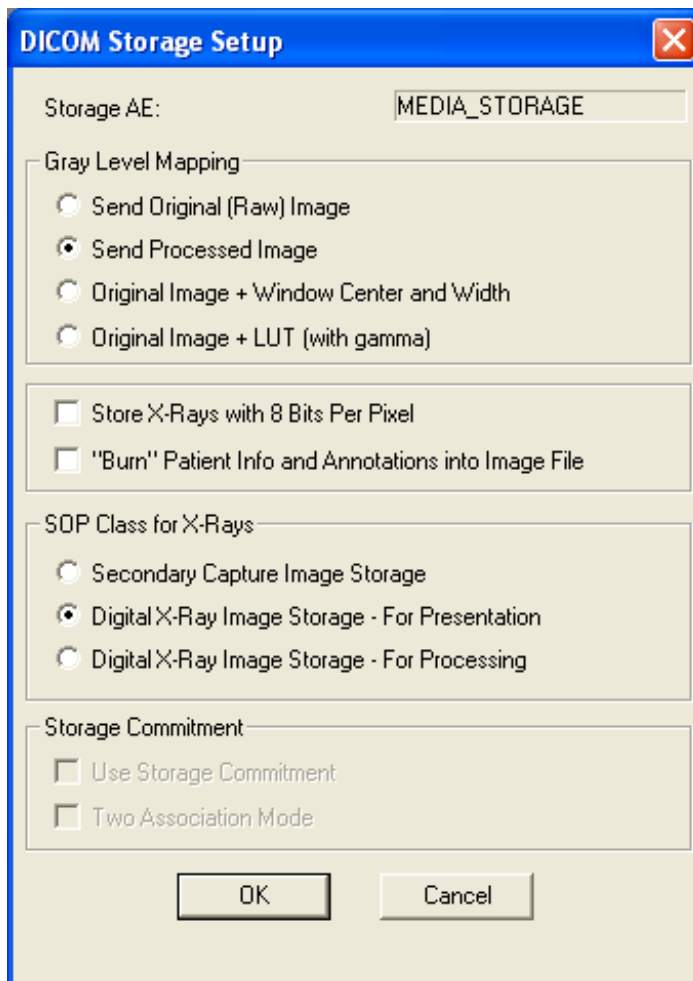 DICOM Storage Setup
Storage AE: MEDIA_STORAGE
Gray Level Mapping
Send Original (Raw) Image
Send Processed Image
Original Image + Window Center and Width
Original Image + LUT (with gamma)
Store X-Rays with 8 Bits Per Pixel
"Burn" Patient Info and Annotations into Image File
SOP Class for X-Rays
Secondary Capture Image Storage
Digital X-Ray Image Storage - For Presentation
Digital X-Ray Image Storage - For Processing
Storage Commitment
Use Storage Commitment
Two Association Mode
OK Cancel